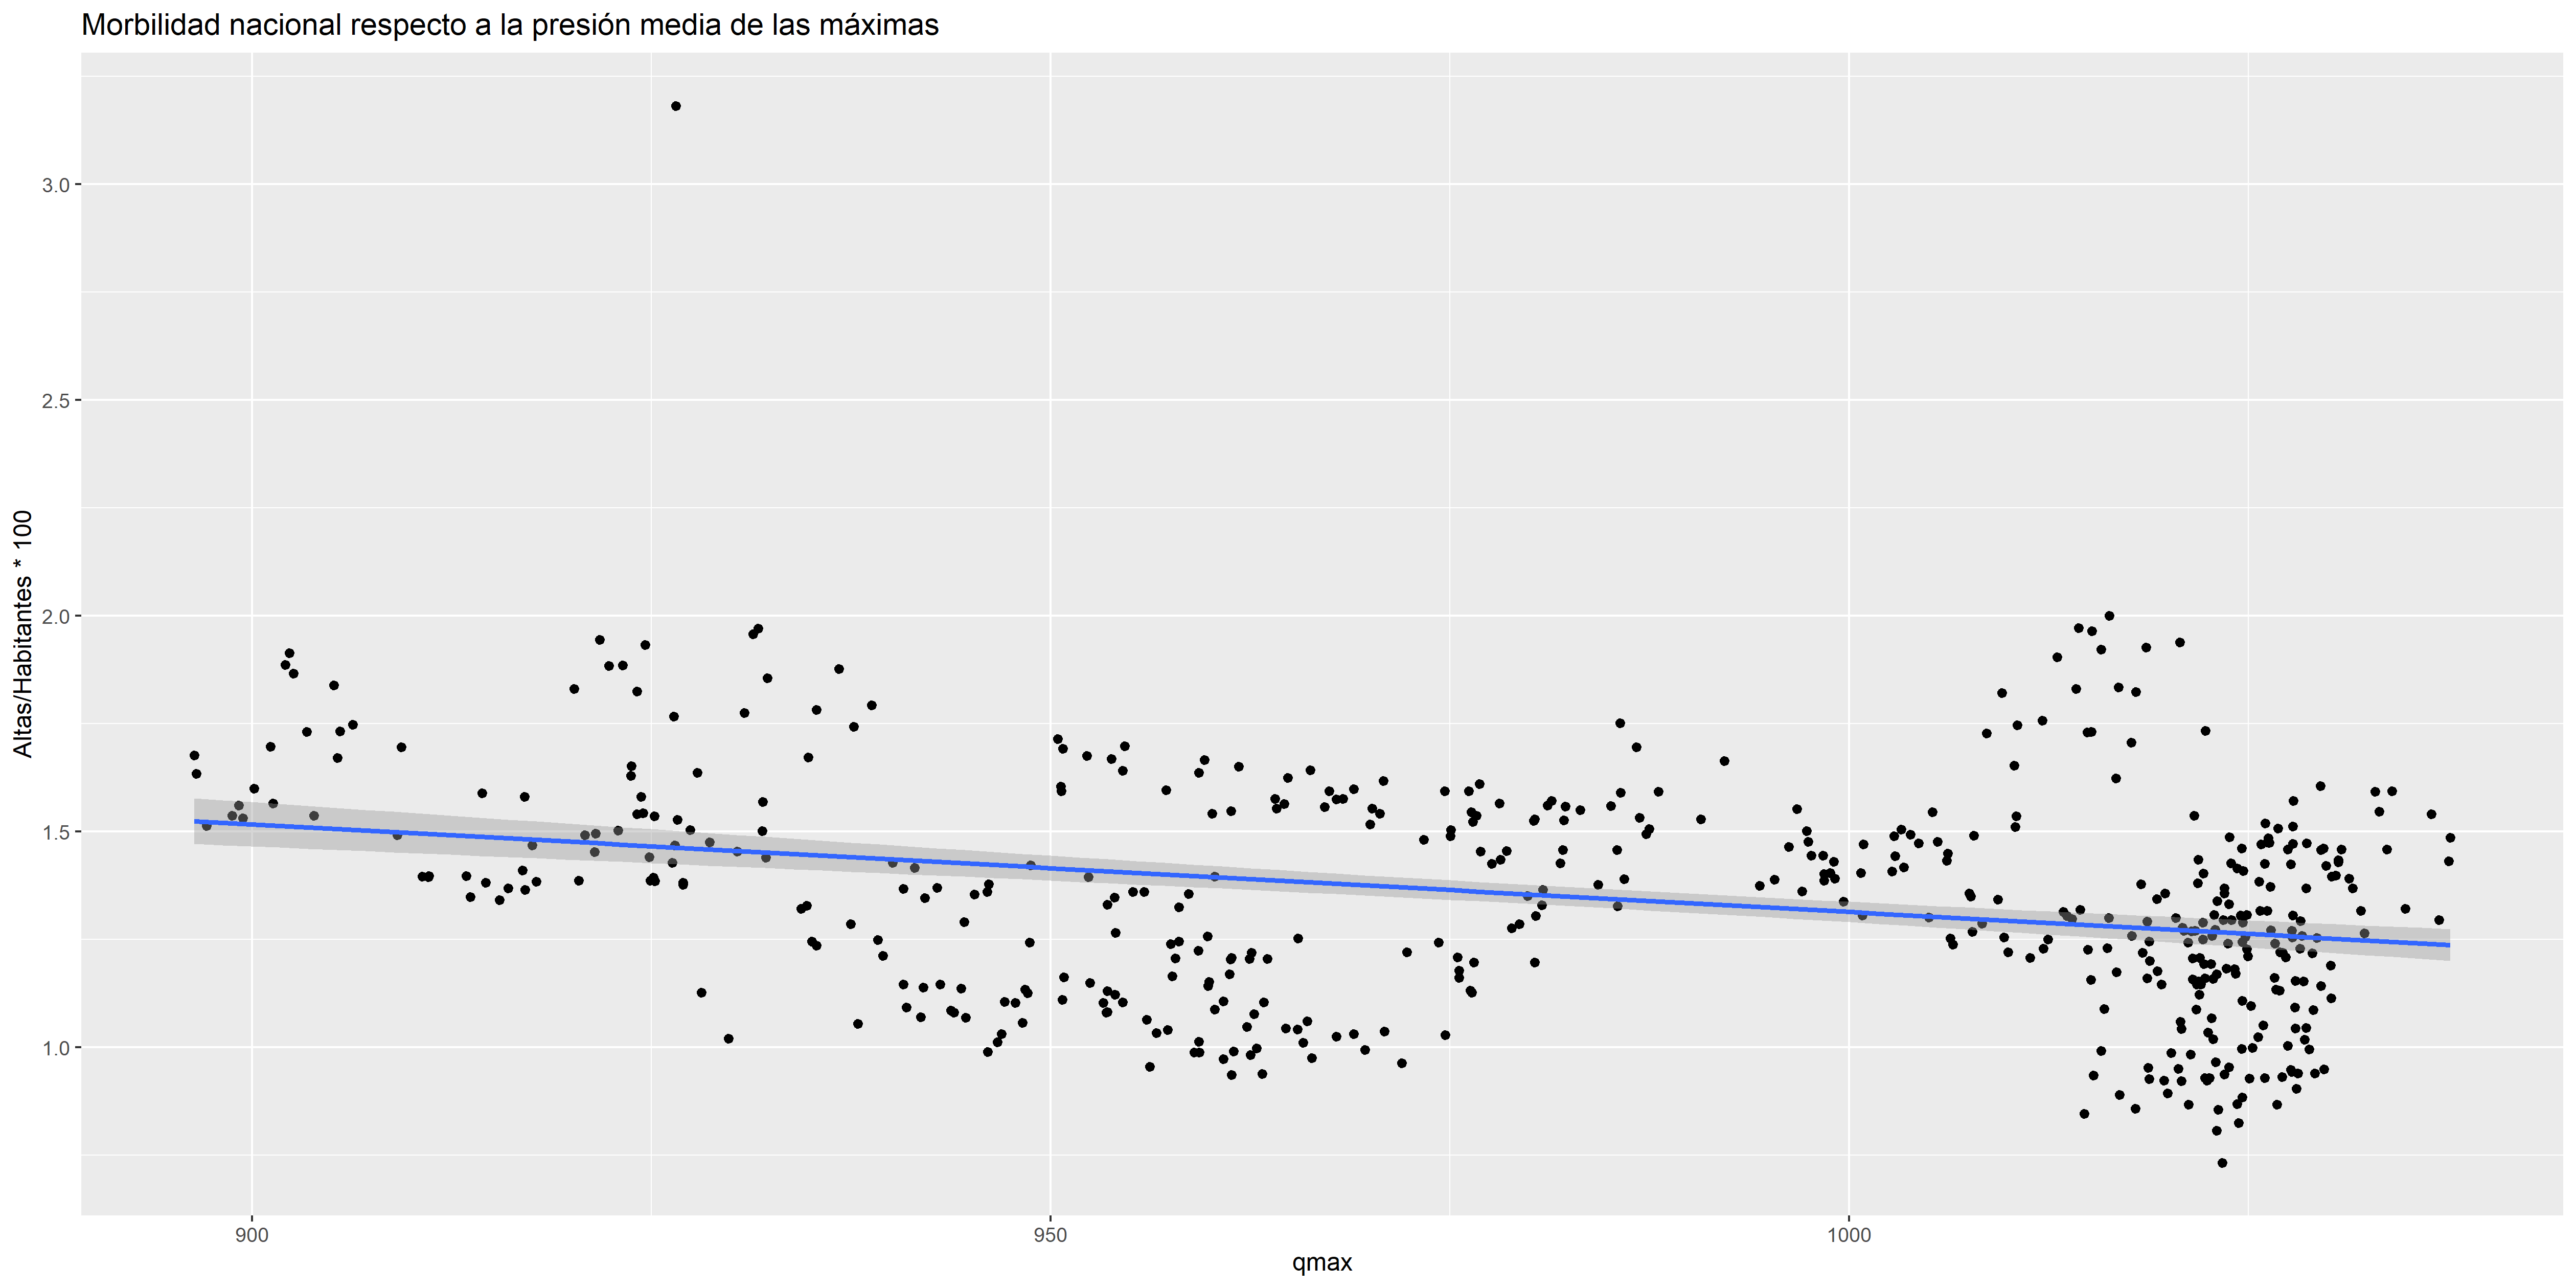 Morbilidad nacional respecto a la presión media de las máximas
Altas/Habitantes * 100
3.0
2.5
2.0
1.5
1.0
900
950
1000
qmax